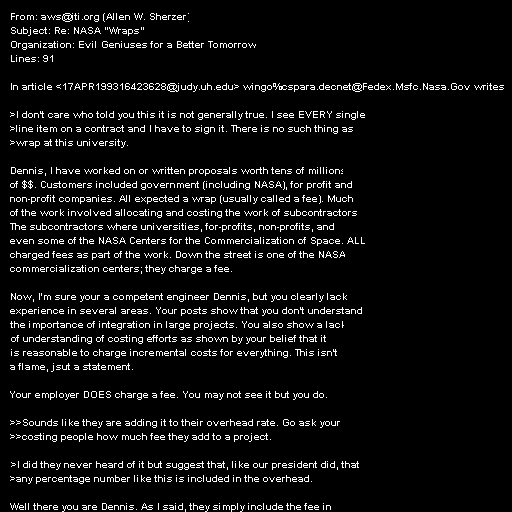 From: aws@iti.org (Allen W. Sherzer)
Subject: Re: NASA "Wraps"
Organization: Evil Geniuses for a Better Tomorrow
Lines: 91

In article <17APR199316423628@judy.uh.edu> wingo%cspara.decnet@Fedex.Msfc.Nasa.Gov writes

>I don't care who told you this it is not generally true. I see EVERY single
>line item on a contract and I have to sign it. There is no such thing as
>wrap at this university.

Dennis, I have worked on or written proposals worth tens of millions
of $$. Customers included government (including NASA), for profit and
non-profit companies. All expected a wrap (usually called a fee). Much
of the work involved allocating and costing the work of subcontractors
The subcontractors where universities, for-profits, non-profits, and
even some of the NASA Centers for the Commercialization of Space. ALL
charged fees as part of the work. Down the street is one of the NASA
commercialization centers; they charge a fee.

Now, I'm sure your a competent engineer Dennis, but you clearly lack
experience in several areas. Your posts show that you don't understand
the importance of integration in large projects. You also show a lack
of understanding of costing efforts as shown by your belief that it
is reasonable to charge incremental costs for everything. This isn't
a flame, jsut a statement.

Your employer DOES charge a fee. You may not see it but you do.

>>Sounds like they are adding it to their overhead rate. Go ask your
>>costing people how much fee they add to a project.

>I did they never heard of it but suggest that, like our president did, that
>any percentage number like this is included in the overhead.

Well there you are Dennis. As I said, they simply include the fee in